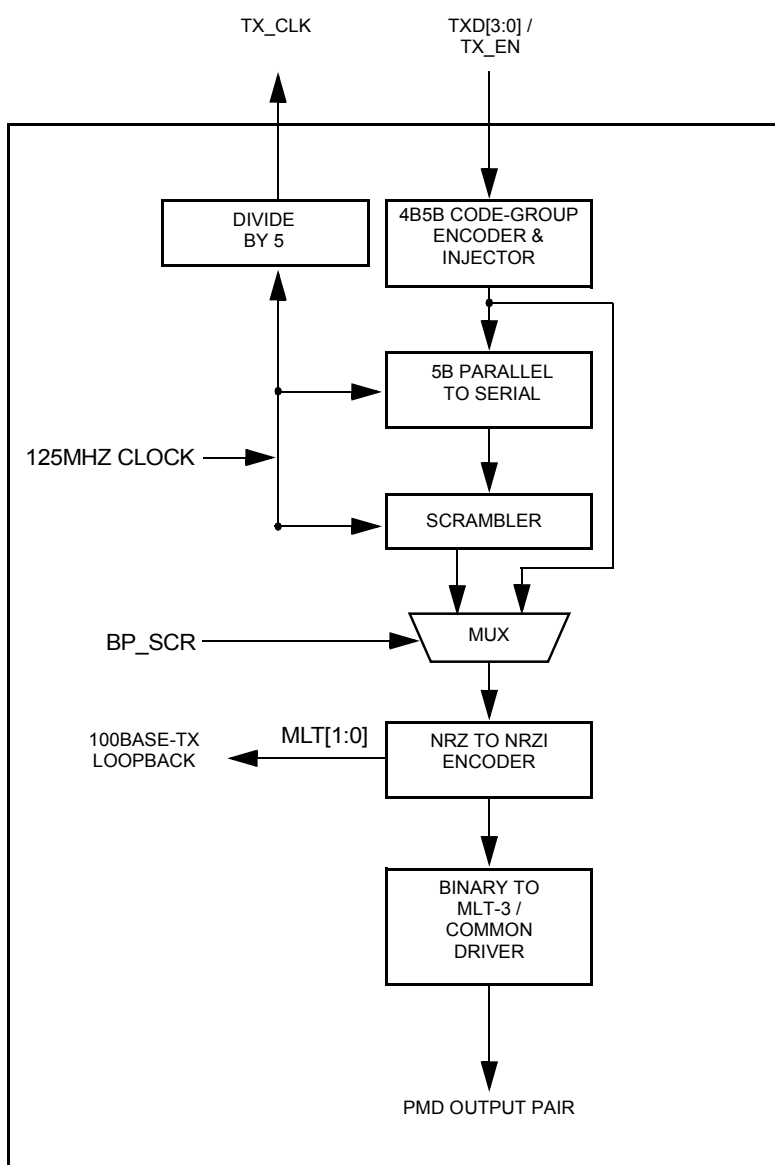 TX_CLK
TXD[3:0] /
TX_EN
DIVIDE
BY 5
4B5B CODE-GROUP
ENCODER &
INJECTOR
5B PARALLEL
TO SERIAL
125MHZ CLOCK
SCRAMBLER
BP_SCR
MUX
100BASE-TX
LOOPBACK
MLT[1:0]
NRZ TO NRZI
ENCODER
BINARY TO
MLT-3 /
COMMON
DRIVER
PMD OUTPUT PAIR